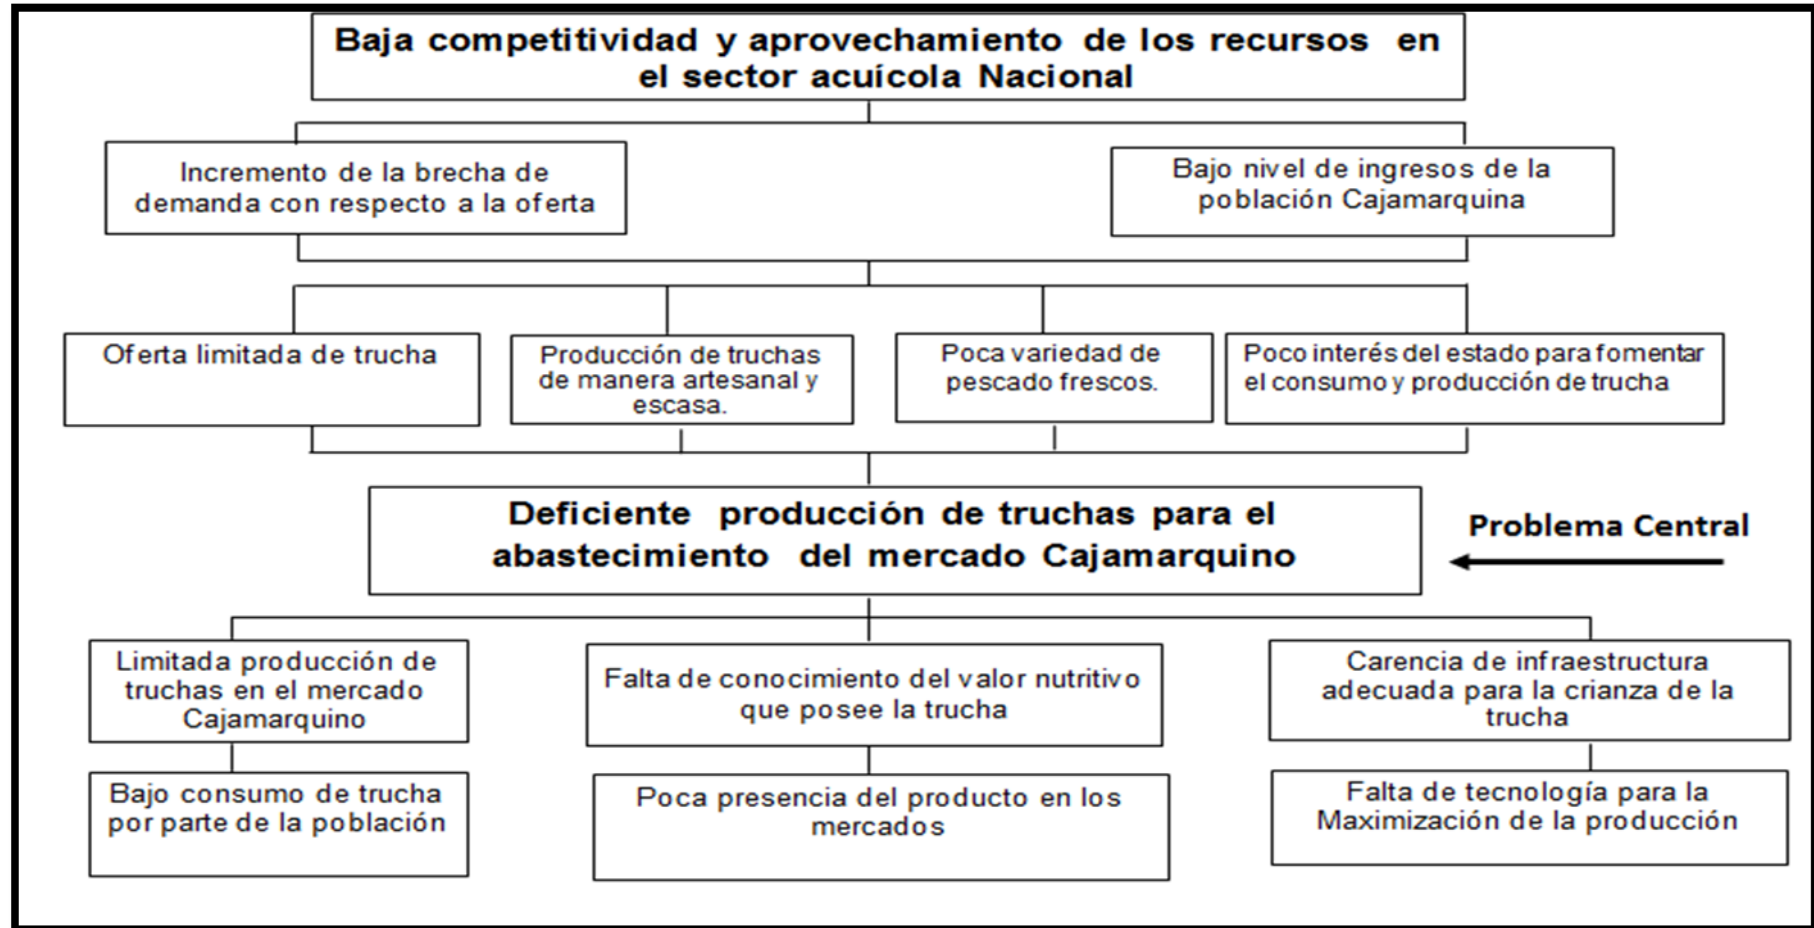 Baja competitividad y aprovechamiento de los recursos en
el sector acuícola Nacional
Incremento de la brecha de
demanda con respecto a la oferta
Bajo nivel de ingresos de la
población Cajamarquina
Oferta limitada de trucha
Producción de truchas
de manera artesanal y
escasa.
Poca variedad de
pescado frescos.
Poco interés del estado para fomentar
el consumo y producción de trucha
Deficiente producción de truchas para el
abastecimiento del mercado Cajamarquino
Problema Central
Limitada producción de
truchas en el mercado
Cajamarquino
Falta de conocimiento del valor nutritivo
que posee la trucha
Carencia de infraestructura
adecuada para la crianza de la
trucha
Bajo consumo de trucha
por parte de la población
Poca presencia del producto en los
mercados
Falta de tecnología para la
Maximización de la producción